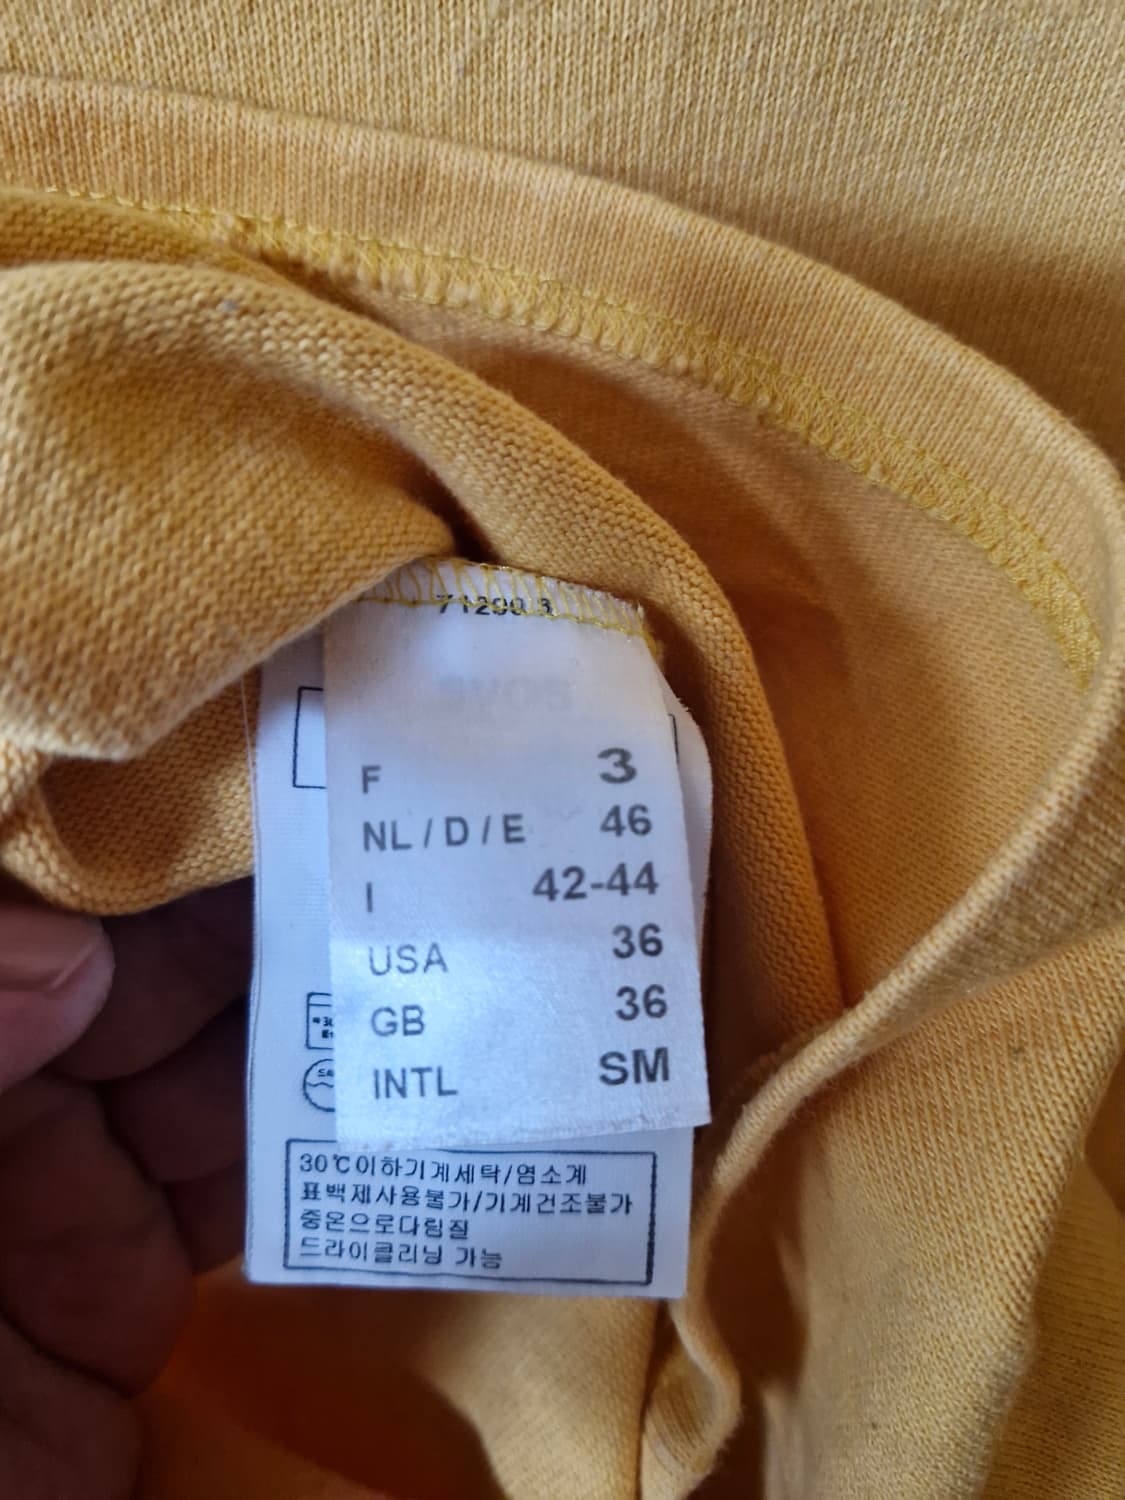 F 3
NL / D / E 46
I 42-44
USA 36
GB 36
INTL SM
30℃이하기계세탁/염소계
표백제사용불가/기계건조불가
중온으로다림질
드라이클리닝 가능